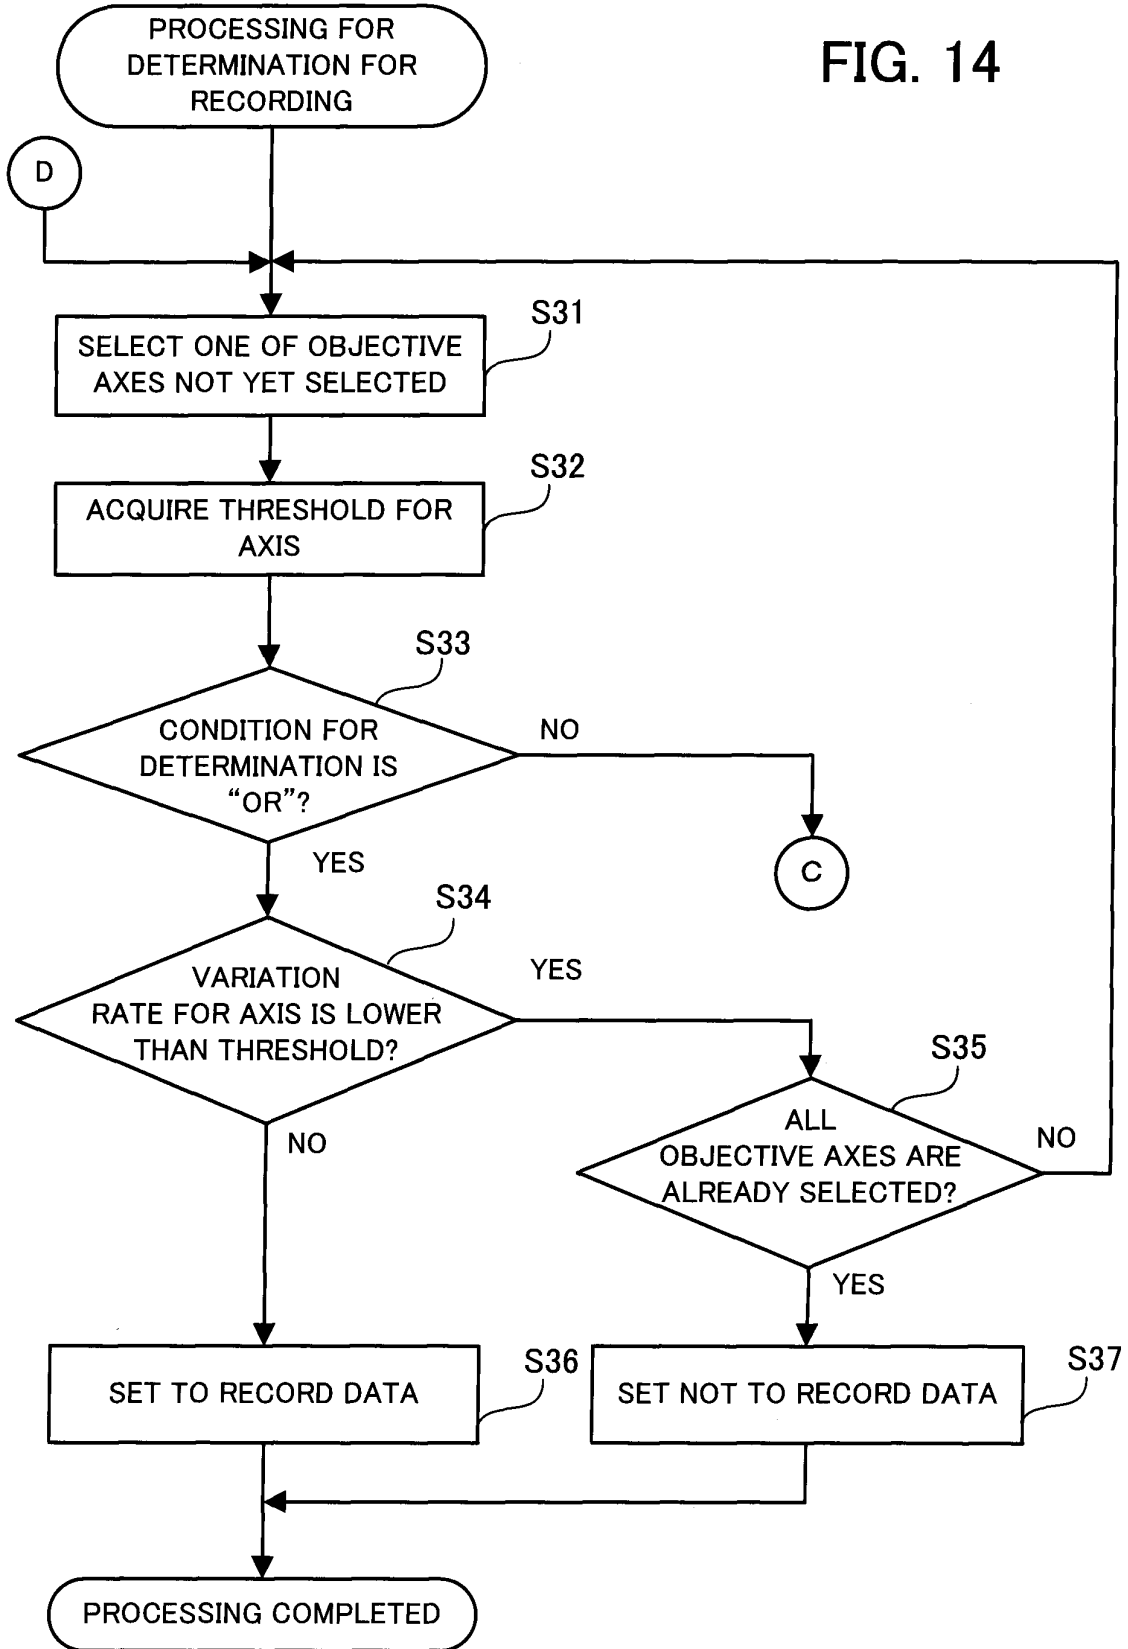 PROCESSING FOR
DETERMINATION FOR
RECORDING
FIG. 14
D
S31
SELECT ONE OF OBJECTIVE
AXES NOT YET SELECTED
S32
ACQUIRE THRESHOLD FOR
AXIS
S33
CONDITION FOR
DETERMINATION IS
“OR”?
NO
YES
C
S34
VARIATION
RATE FOR AXIS IS LOWER
THAN THRESHOLD?
YES
NO
S35
ALL
OBJECTIVE AXES ARE
ALREADY SELECTED?
NO
YES
S36
SET TO RECORD DATA
S37
SET NOT TO RECORD DATA
PROCESSING COMPLETED